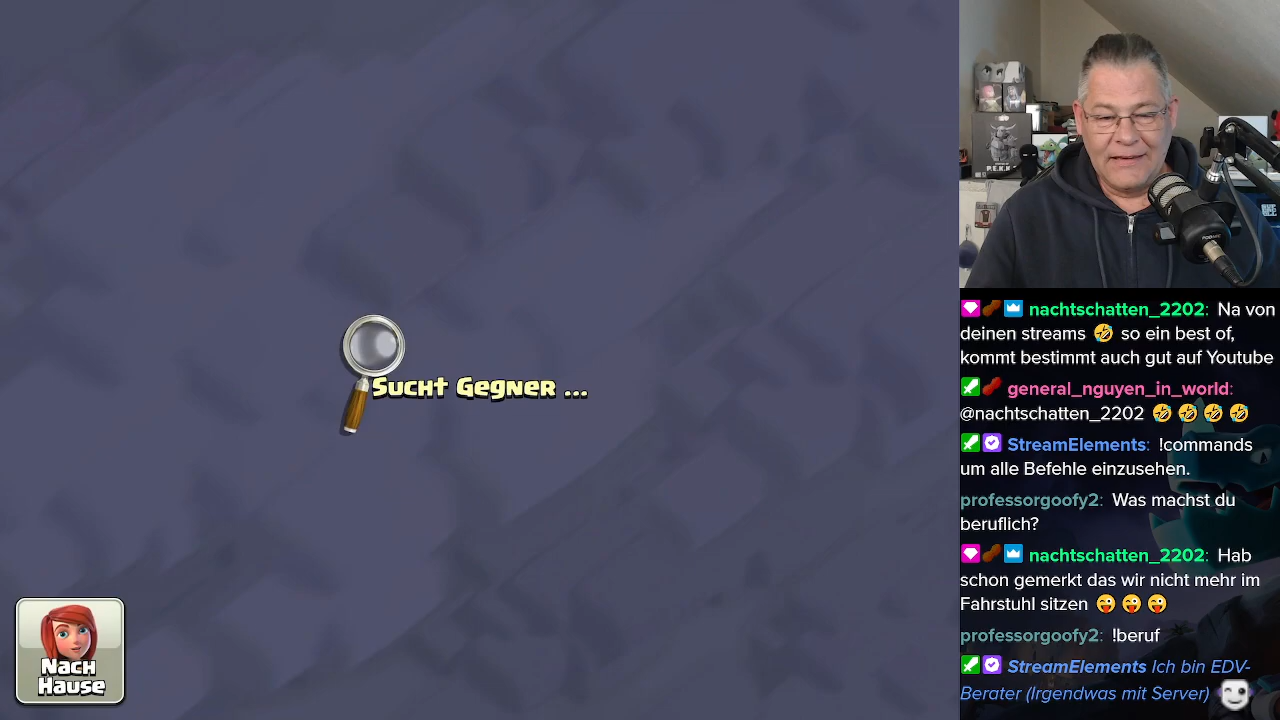 Sucht Gegner ...
Nach
Hause
nachtschatten_2202: Na von
deinen streams 🤣 so ein best of,
kommt bestimmt auch gut auf Youtube
general_nguyen_in_world:
@nachtschatten_2202 🤣 🤣 🤣 🤣
StreamElements: !commands
um alle Befehle einzusehen.
professorgoofy2: Was machst du
beruflich?
nachtschatten_2202: Hab
schon gemerkt das wir nicht mehr im
Fahrstuhl sitzen 😜 😜 😜
professorgoofy2: !beruf
StreamElements Ich bin EDV-
Berater (Irgendwas mit Server)